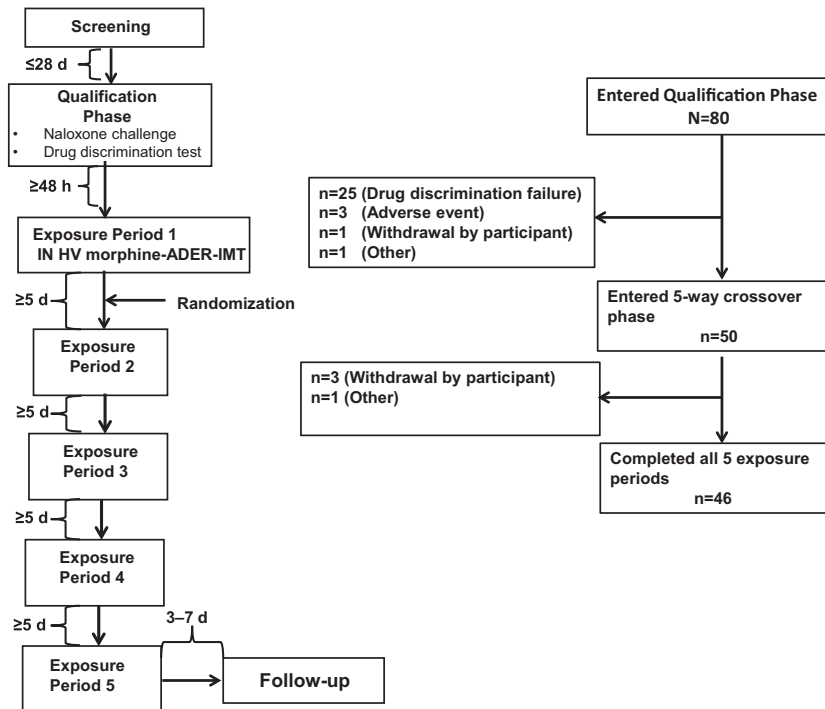 Screening
≤28 d
Qualification
Phase
• Naloxone challenge
• Drug discrimination test
≥48 h
Exposure Period 1
IN HV morphine-ADER-IMT
≥5 d
Randomization
Exposure
Period 2
≥5 d
Exposure
Period 3
≥5 d
Exposure
Period 4
≥5 d
Exposure
Period 5
3–7 d
Follow-up
Entered Qualification Phase
N=80
n=25 (Drug discrimination failure)
n=3 (Adverse event)
n=1 (Withdrawal by participant)
n=1 (Other)
Entered 5-way crossover
phase
n=50
n=3 (Withdrawal by participant)
n=1 (Other)
Completed all 5 exposure
periods
n=46